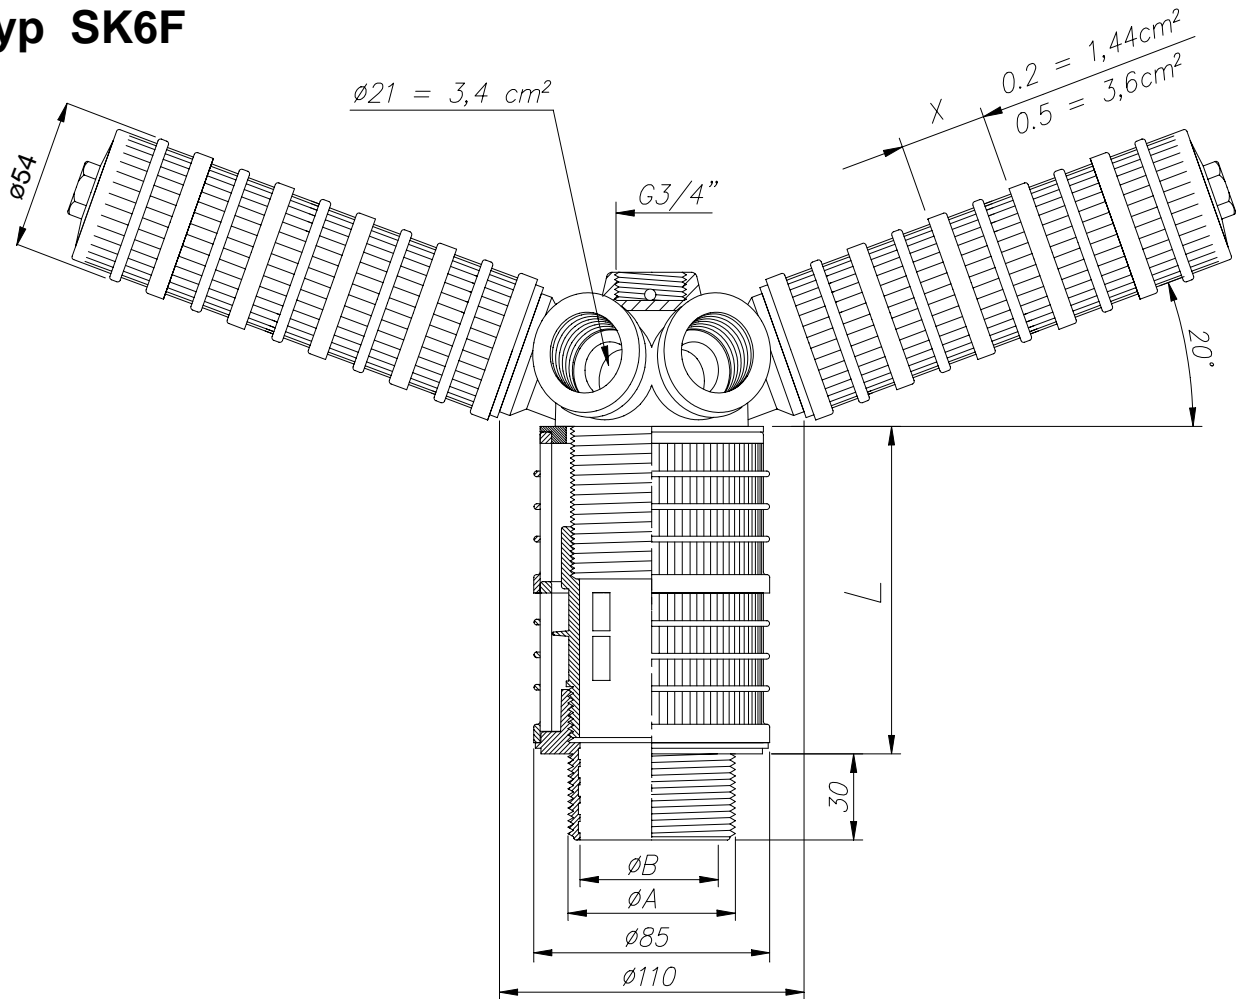 yp SK6F
ø21 = 3,4 cm²
X
0.2 = 1,44cm²
0.5 = 3,6cm²
ø54
G3/4”
20°
L
30
øB
øA
ø85
ø110